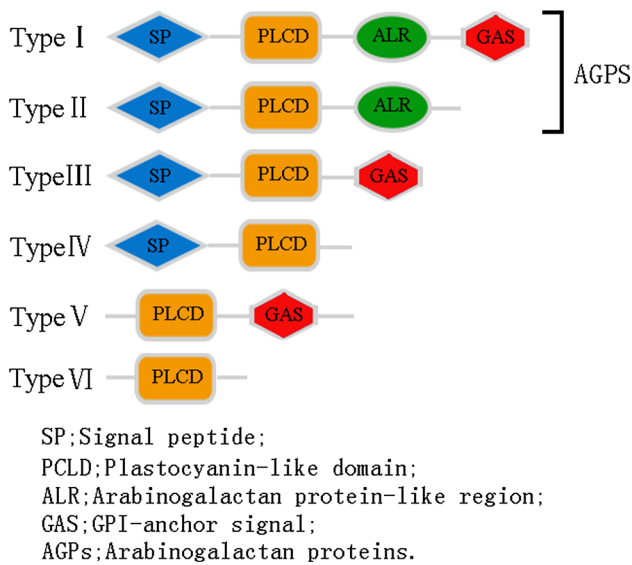 Type I SP PLCD ALR GAS
AGPS
Type II SP PLCD ALR
TypeIII SP PLCD GAS
TypeIV SP PLCD
Type V PLCD GAS
Type VI PLCD
SP;Signal peptide;
PCLD;Plastocyanin-like domain;
ALR;Arabinogalactan protein-like region;
GAS;GPI-anchor signal;
AGPs;Arabinogalactan proteins.